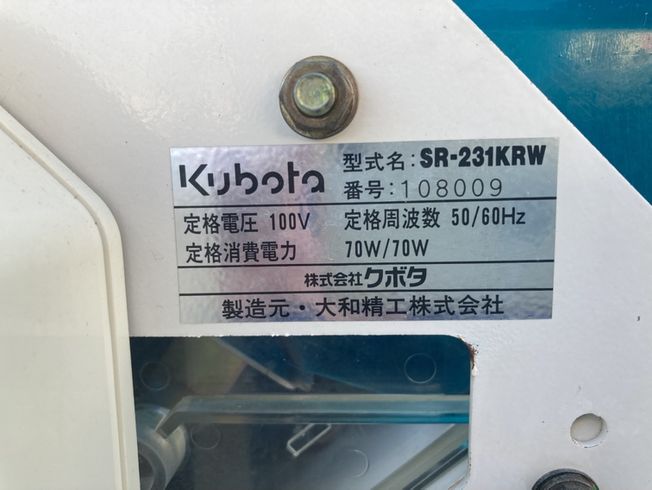 Kubota 型式名:SR-231KRW
番号:108009
定格電圧 100V 定格周波数 50/60Hz
定格消費電力 70W/70W
株式会社クボタ
製造元・大和精工株式会社